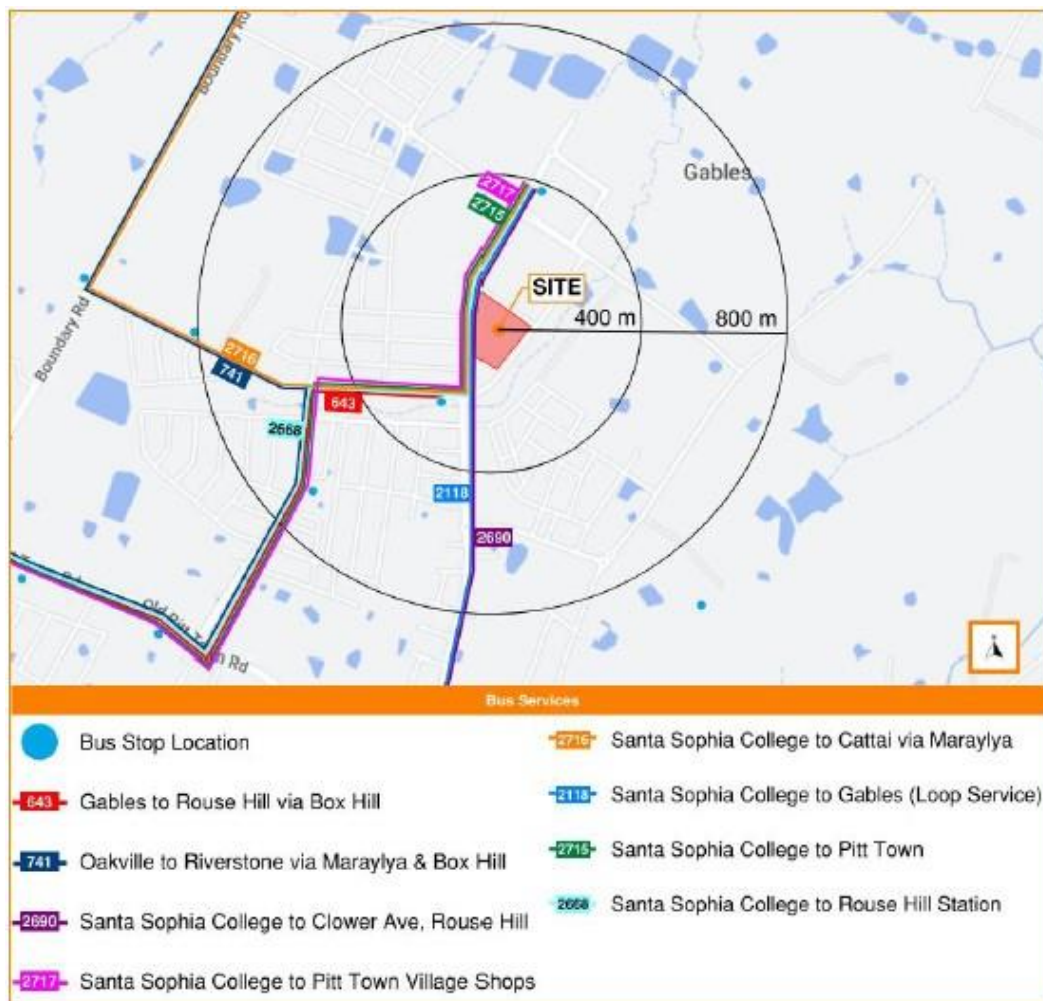 Boundary Rd
Gables
2717
2715
SITE
400 m
800 m
2716
741
Boundary Rd
643
2668
2118
2690
Old Pitt Town Rd
Bus Services
Bus Stop Location
643 Gables to Rouse Hill via Box Hill
741 Oakville to Riverstone via Maraylya & Box Hill
2690 Santa Sophia College to Clower Ave, Rouse Hill
2717 Santa Sophia College to Pitt Town Village Shops
2716 Santa Sophia College to Cattai via Maraylya
2118 Santa Sophia College to Gables (Loop Service)
2715 Santa Sophia College to Pitt Town
2668 Santa Sophia College to Rouse Hill Station